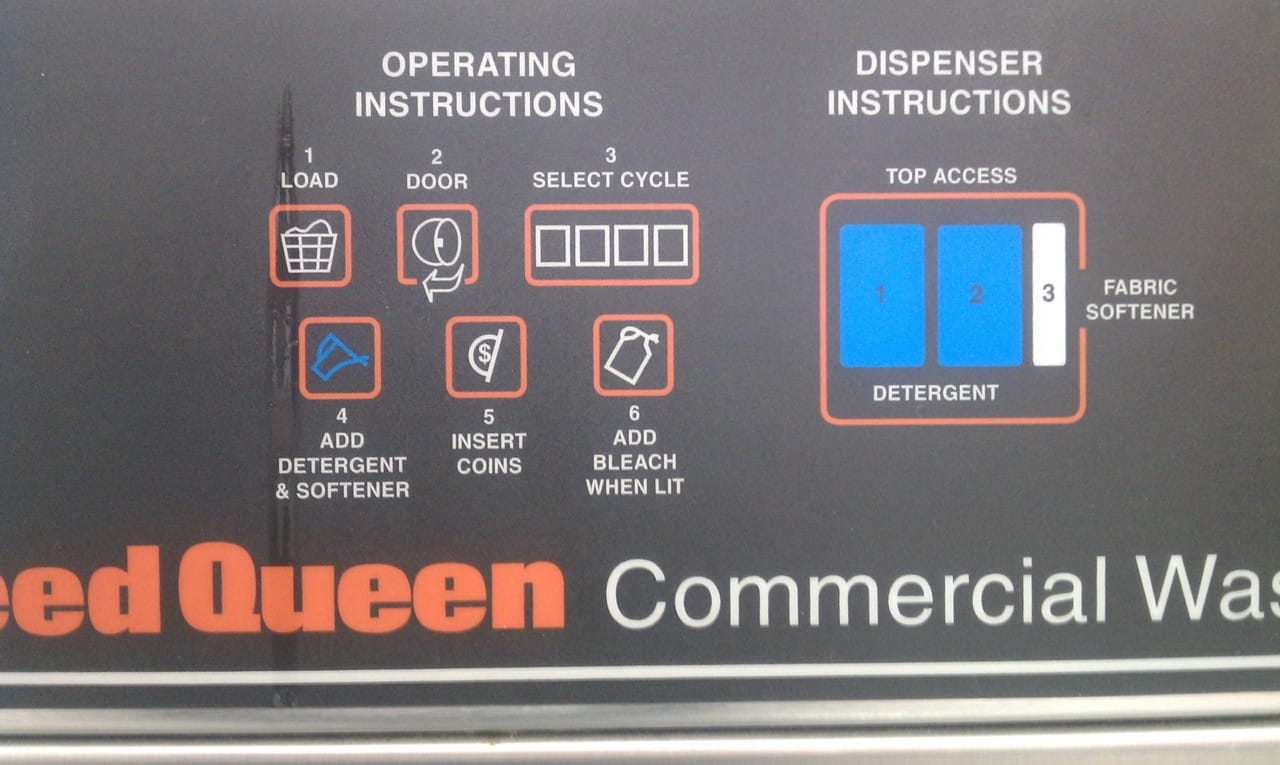 OPERATING
INSTRUCTIONS
1
LOAD
2
DOOR
3
SELECT CYCLE
$
4
ADD
DETERGENT
& SOFTENER
5
INSERT
COINS
6
ADD
BLEACH
WHEN LIT
DISPENSER
INSTRUCTIONS
TOP ACCESS
1 2 3
FABRIC
SOFTENER
DETERGENT
eed Queen Commercial Was